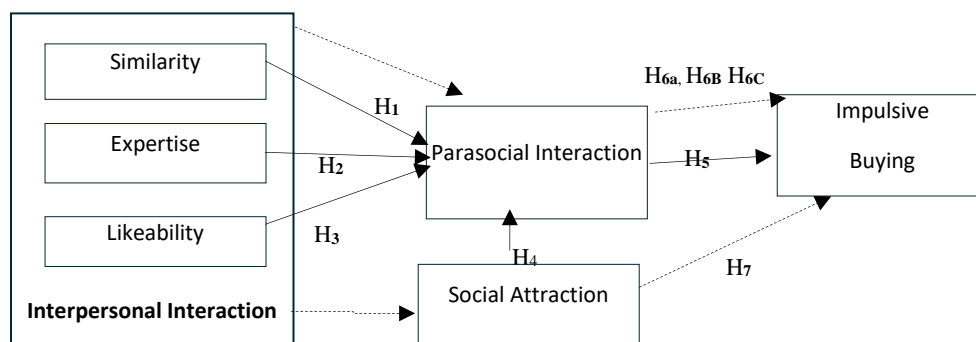 Similarity
Expertise
Likeability
Interpersonal Interaction
H1
H2
H3
Parasocial Interaction
H4
Social Attraction
H6a, H6B H6C
H5
H7
Impulsive
Buying